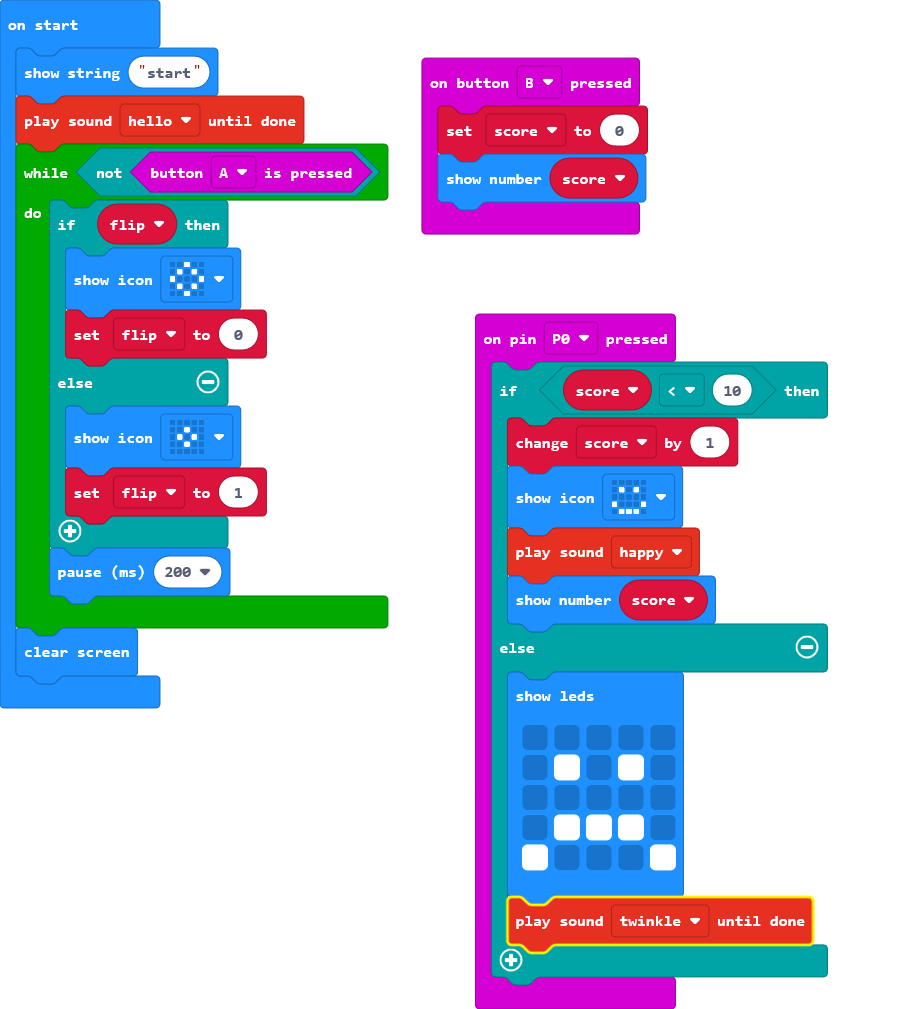 on start
show string "start"
play sound hello until done
while not button A is pressed
do
if flip then
show icon
set flip to 0
else
show icon
set flip to 1
pause (ms) 200
clear screen
on button B pressed
set score to 0
show number score
on pin P0 pressed
if score < 10 then
change score by 1
show icon
play sound happy
show number score
else
show leds
play sound twinkle until done